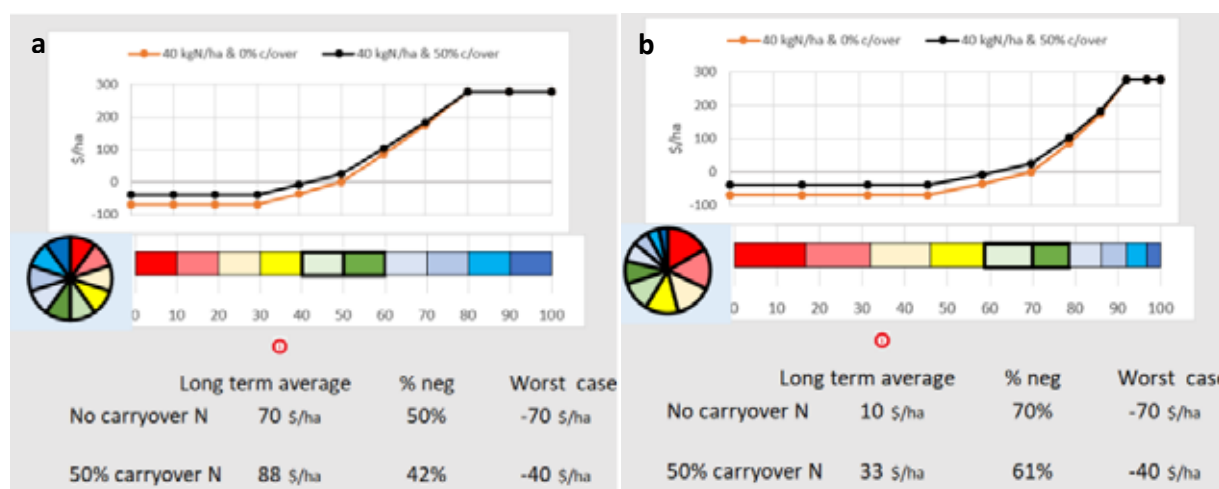 a
40 kgN/ha & 0% c/over 40 kgN/ha & 50% c/over
300
200
100
0
-100
$/ha
0 10 20 30 40 50 60 70 80 90 100
Long term average % neg Worst case
No carryover N 70 $/ha 50% -70 $/ha
50% carryover N 88 $/ha 42% -40 $/ha
b
40 kgN/ha & 0% c/over 40 kgN/ha & 50% c/over
300
200
100
0
-100
$/ha
0 10 20 30 40 50 60 70 80 90 100
Long term average % neg Worst case
No carryover N 10 $/ha 70% -70 $/ha
50% carryover N 33 $/ha 61% -40 $/ha